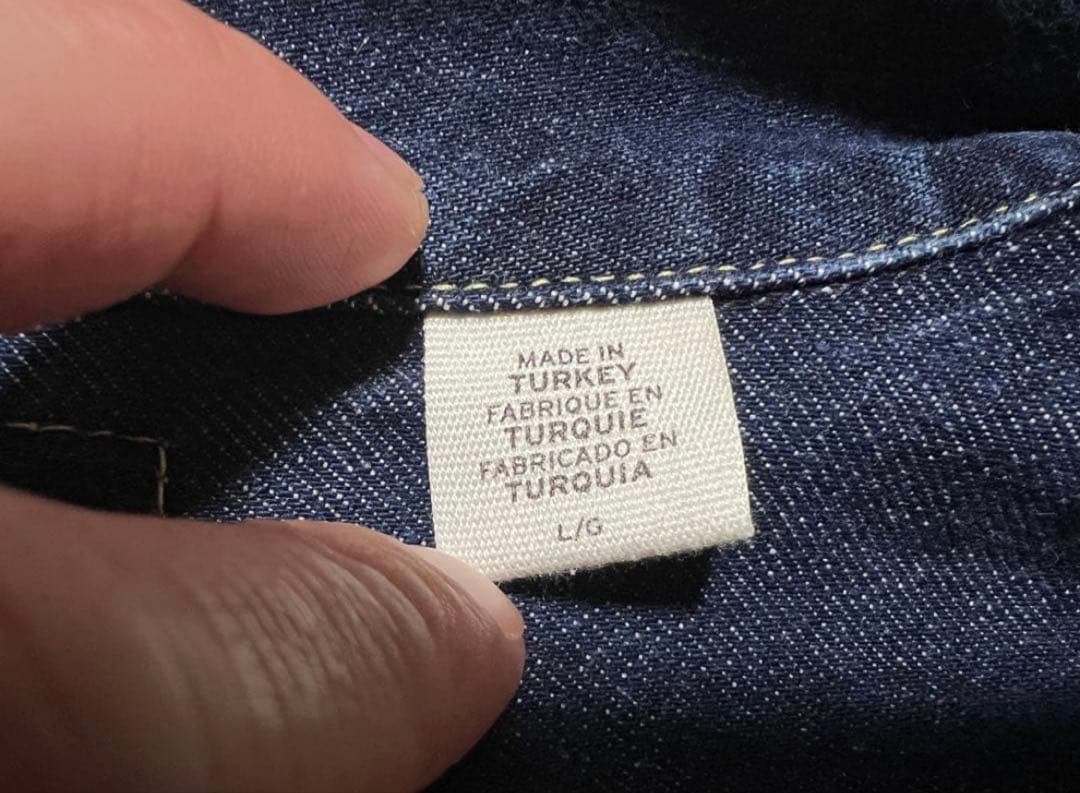 MADE IN
TURKEY
FABRIQUE EN
TURQUIE
FABRICADO EN
TURQUIA
L/G